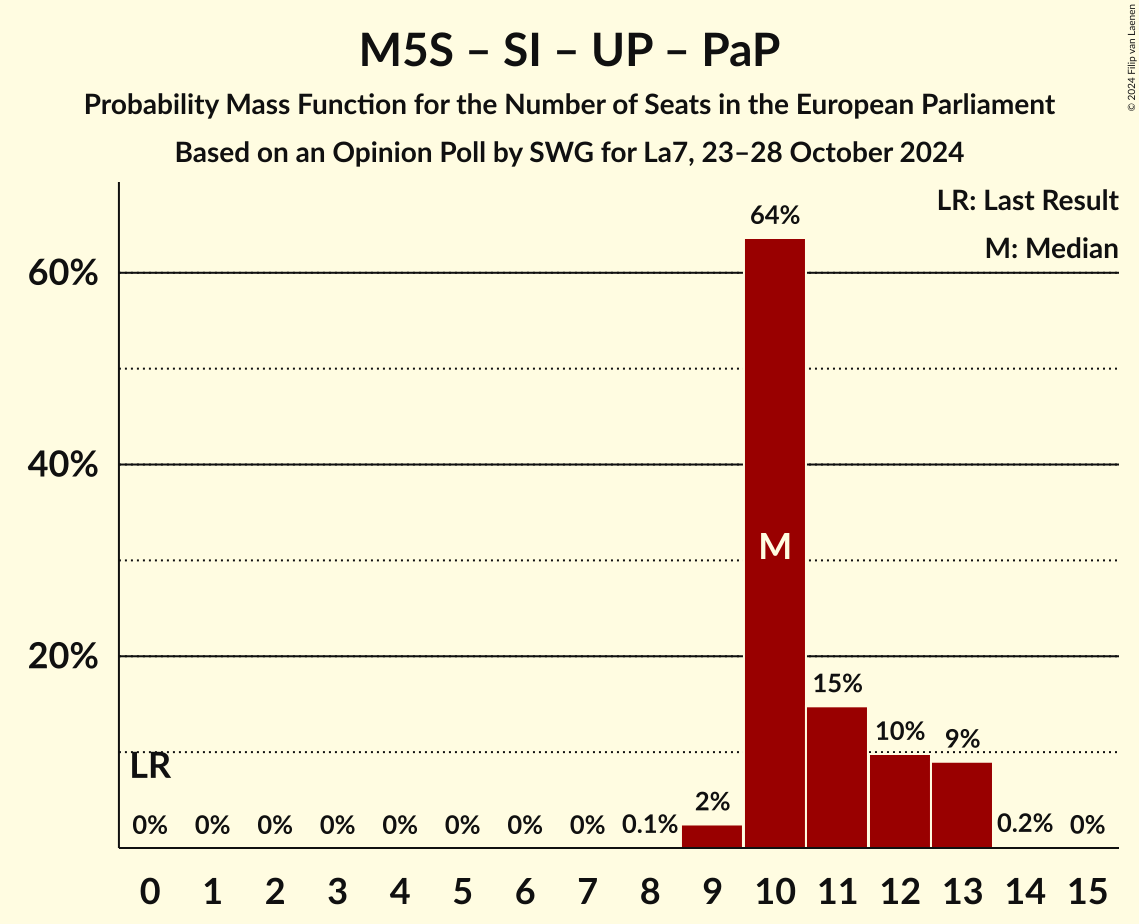 M5S – SI – UP – PaP
Probability Mass Function for the Number of Seats in the European Parliament
Based on an Opinion Poll by SWG for La7, 23–28 October 2024
© 2024 Filip van Laenen
LR: Last Result
M: Median
60%
40%
20%
64%
M
15%
10%
9%
2%
LR
0% 0% 0% 0% 0% 0% 0% 0% 0.1% 0.2% 0%
0 1 2 3 4 5 6 7 8 9 10 11 12 13 14 15